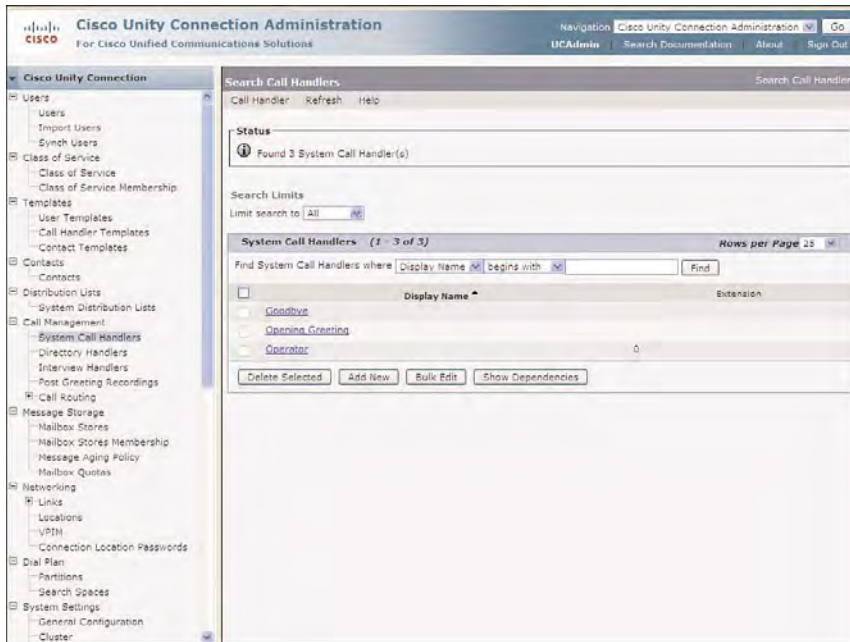 Cisco Unity Connection Administration
CISCO
For Cisco Unified Communications Solutions
Navigation Cisco Unity Connection Administration Go
UCAdmin Search Documentation About Sign Out
Cisco Unity Connection
Users
Users
Import Users
Synch Users
Class of Service
Class of Service
Class of Service Membership
Templates
User Templates
Call Handler Templates
Contact Templates
Contacts
Contacts
Distribution Lists
System Distribution Lists
Call Management
System Call Handlers
Directory Handlers
Interview Handlers
Post Greeting Recordings
Call Routing
Message Storage
Mailbox Stores
Mailbox Stores Membership
Message Aging Policy
Mailbox Quotas
Networking
Links
Locations
VPIM
Connection Location Passwords
Dial Plan
Partitions
Search Spaces
System Settings
General Configuration
Cluster
Search Call Handlers Search Call Handler
Call Handler Refresh Help
Status
Found 3 System Call Handler(s)
Search Limits
Limit search to All
System Call Handlers (1 - 3 of 3) Rows per Page 25
Find System Call Handlers where Display Name begins with Find
Display Name Extension
Goodbye
Opening Greeting
Operator 0
Delete Selected Add New Bulk Edit Show Dependencies